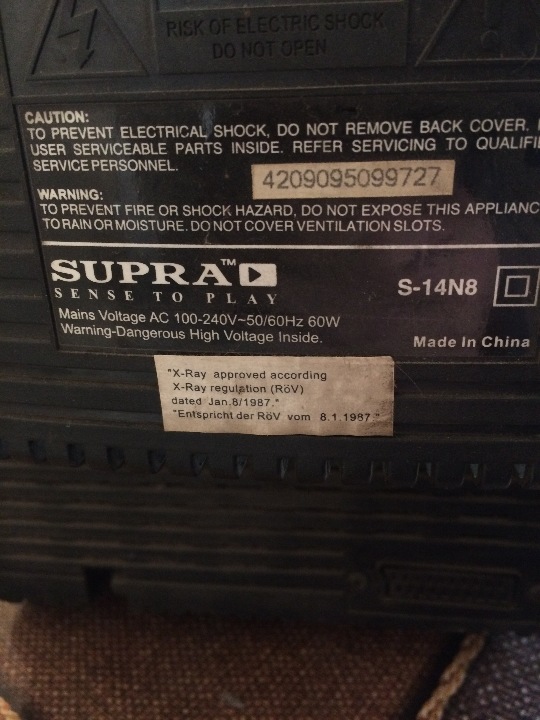 RISK OF ELECTRIC SHOCK
DO NOT OPEN
CAUTION:
TO PREVENT ELECTRICAL SHOCK, DO NOT REMOVE BACK COVER.
USER SERVICEABLE PARTS INSIDE. REFER SERVICING TO QUALIFIE
SERVICE PERSONNEL.
4209095099727
WARNING:
TO PREVENT FIRE OR SHOCK HAZARD, DO NOT EXPOSE THIS APPLIANC
TO RAIN OR MOISTURE. DO NOT COVER VENTILATION SLOTS.
SUPRA™
SENSE TO PLAY
S-14N8
Mains Voltage AC 100-240V~50/60Hz 60W
Warning-Dangerous High Voltage Inside.
Made In China
"X-Ray approved according
X-Ray regulation (RöV)
dated Jan.8/1987."
"Entspricht der RöV vom 8.1.1987."